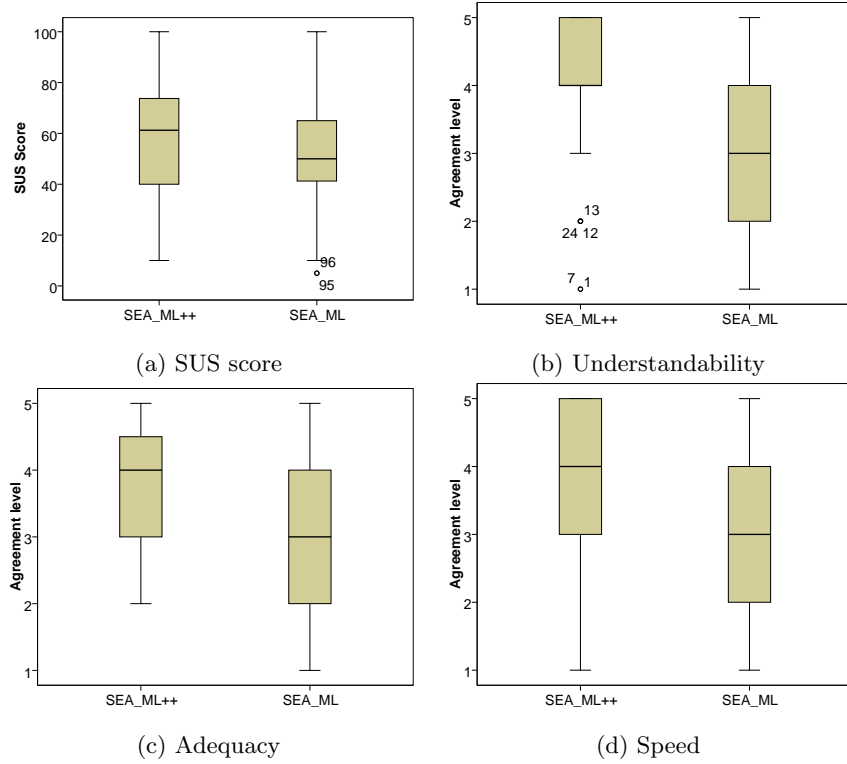 100
80
60
40
20
0
SUS Score
96
95
SEA_ML++ SEA_ML
(a) SUS score
5
4
3
2
1
Agreement level
13
24 12
7 1
SEA_ML++ SEA_ML
(b) Understandability
5
4
3
2
1
Agreement level
SEA_ML++ SEA_ML
(c) Adequacy
5
4
3
2
1
Agreement level
SEA_ML++ SEA_ML
(d) Speed